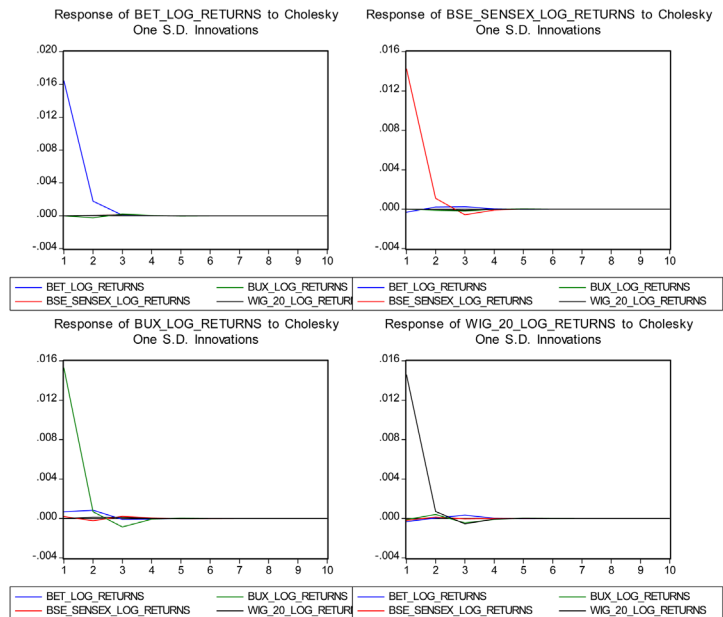 Response of BET_LOG_RETURNS to Cholesky
One S.D. Innovations
.020
.016
.012
.008
.004
.000
-.004
1 2 3 4 5 6 7 8 9 10
BET_LOG_RETURNS BUX_LOG_RETURNS
BSE_SENSEX_LOG_RETURNS WIG_20_LOG_RETURI
Response of BSE_SENSEX_LOG_RETURNS to Cholesky
One S.D. Innovations
.016
.012
.008
.004
.000
-.004
1 2 3 4 5 6 7 8 9 10
BET_LOG_RETURNS BUX_LOG_RETURNS
BSE_SENSEX_LOG_RETURNS WIG_20_LOG_RETURNS
Response of BUX_LOG_RETURNS to Cholesky
One S.D. Innovations
.016
.012
.008
.004
.000
-.004
1 2 3 4 5 6 7 8 9 10
BET_LOG_RETURNS BUX_LOG_RETURNS
BSE_SENSEX_LOG_RETURNS WIG_20_LOG_RETURI
Response of WIG_20_LOG_RETURNS to Cholesky
One S.D. Innovations
.016
.012
.008
.004
.000
-.004
1 2 3 4 5 6 7 8 9 10
BET_LOG_RETURNS BUX_LOG_RETURNS
BSE_SENSEX_LOG_RETURNS WIG_20_LOG_RETURNS